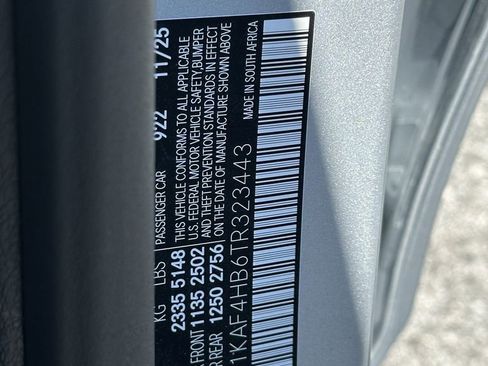 KG LBS PASSENGER CAR 922 11/25
2335 5148 THIS VEHICLE CONFORMS TO ALL APPLICABLE
FRONT 1135 2502 U.S. FEDERAL MOTOR VEHICLE SAFETY,BUMPER
REAR 1250 2756 AND THEFT PREVENTION STANDARDS IN EFFECT
ON THE DATE OF MANUFACTURE SHOWN ABOVE
1KAF4HB6TR323443
MADE IN SOUTH AFRICA